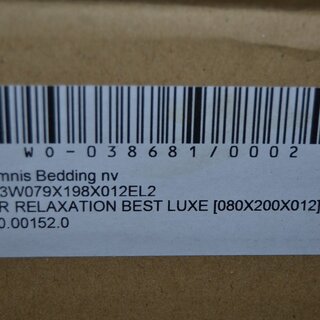 W0-038681/0002
mnis Bedding nv
3W079X198X012EL2
R RELAXATION BEST LUXE [080X200X012]
0.00152.0